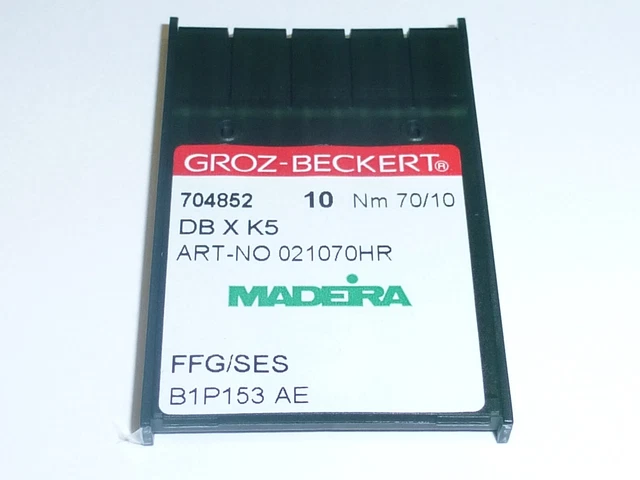 GROZ-BECKERT®
704852 10 Nm 70/10
DB X K5
ART-NO 021070HR
MADEIRA
FFG/SES
B1P153 AE